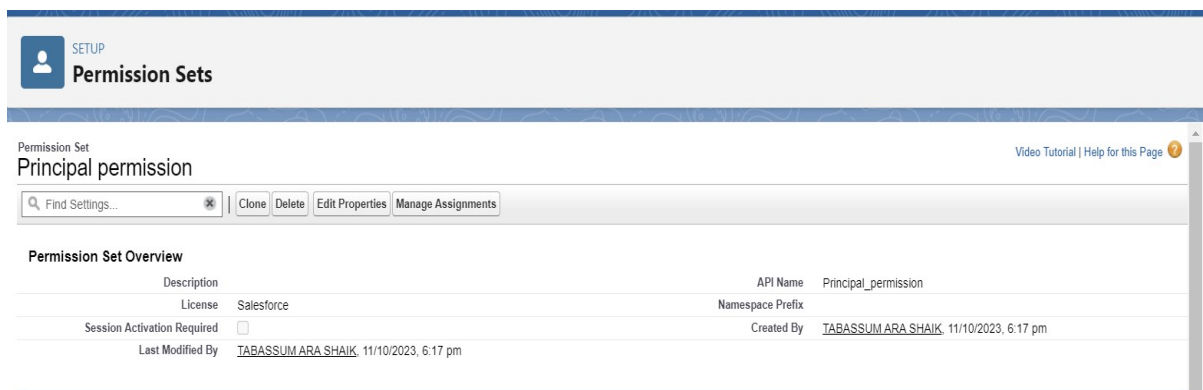 SETUP
Permission Sets
Permission Set
Principal permission
Video Tutorial | Help for this Page
Find Settings...
Clone Delete Edit Properties Manage Assignments
Permission Set Overview
Description API Name Principal_permission
License Salesforce Namespace Prefix
Session Activation Required Created By TABASSUM ARA SHAIK, 11/10/2023, 6:17 pm
Last Modified By TABASSUM ARA SHAIK, 11/10/2023, 6:17 pm